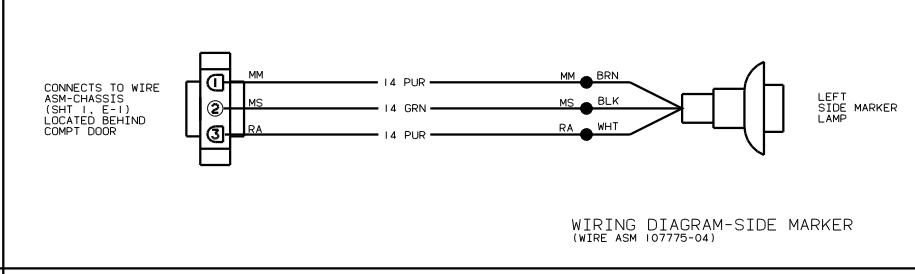 CONNECTS TO WIRE
ASM-CHASSIS
(SHT 1, E-1)
LOCATED BEHIND
COMPT DOOR
1 MM 14 PUR MM BRN
2 MS 14 GRN MS BLK
3 RA 14 PUR RA WHT
LEFT
SIDE MARKER
LAMP
WIRING DIAGRAM-SIDE MARKER
(WIRE ASM 107775-04)